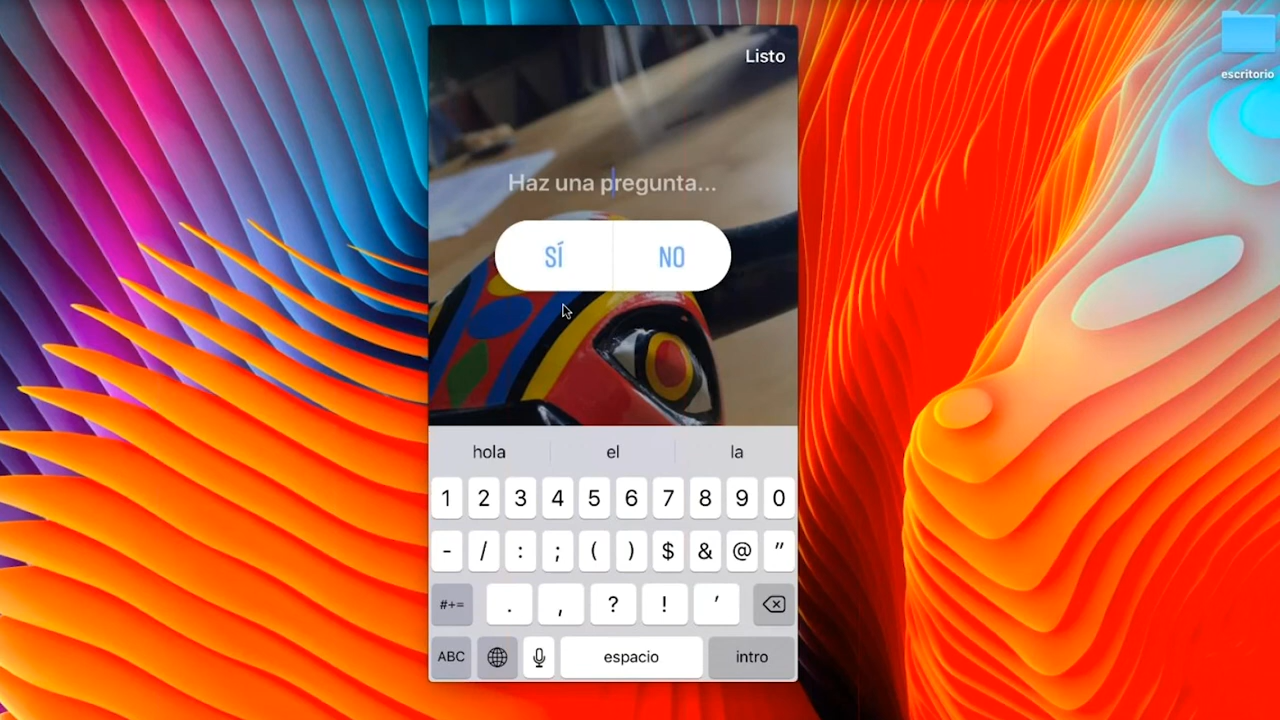 Listo
escritorio
Haz una pregunta...
SÍ NO
hola el la
1 2 3 4 5 6 7 8 9 0
- / : ; ( ) $ & @ "
#+= . , ? ! '
ABC espacio intro